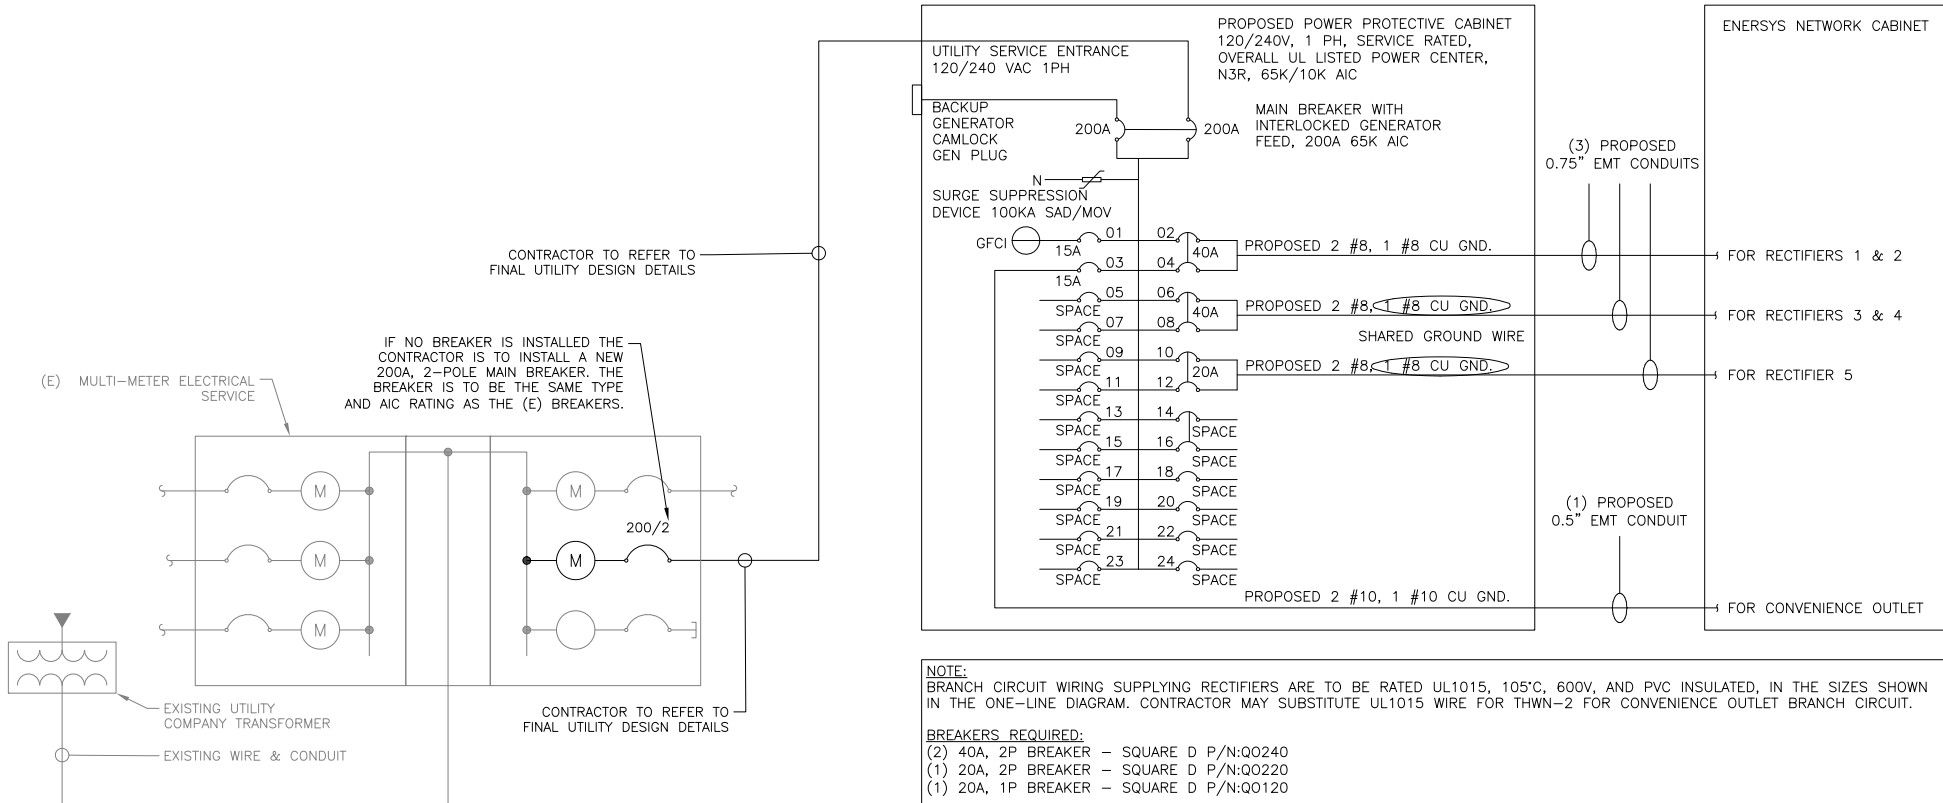 PROPOSED POWER PROTECTIVE CABINET
120/240V, 1 PH, SERVICE RATED,
OVERALL UL LISTED POWER CENTER,
N3R, 65K/10K AIC
ENERSYS NETWORK CABINET
UTILITY SERVICE ENTRANCE
120/240 VAC 1PH
BACKUP
GENERATOR
CAMLOCK
GEN PLUG
200A
200A
MAIN BREAKER WITH
INTERLOCKED GENERATOR
FEED, 200A 65K AIC
(3) PROPOSED
0.75" EMT CONDUITS
N
SURGE SUPPRESSION
DEVICE 100KA SAD/MOV
GFCI
15A
01
02
40A
PROPOSED 2 #8, 1 #8 CU GND.
FOR RECTIFIERS 1 & 2
15A
03
04
SPACE
05
06
40A
PROPOSED 2 #8, 1 #8 CU GND.
FOR RECTIFIERS 3 & 4
SPACE
07
08
SHARED GROUND WIRE
SPACE
09
10
20A
PROPOSED 2 #8, 1 #8 CU GND.
FOR RECTIFIER 5
SPACE
11
12
SPACE
13
14
SPACE
SPACE
15
16
SPACE
SPACE
17
18
SPACE
SPACE
19
20
SPACE
SPACE
21
22
SPACE
SPACE
23
24
SPACE
(1) PROPOSED
0.5" EMT CONDUIT
PROPOSED 2 #10, 1 #10 CU GND.
FOR CONVENIENCE OUTLET
CONTRACTOR TO REFER TO
FINAL UTILITY DESIGN DETAILS
IF NO BREAKER IS INSTALLED THE
CONTRACTOR IS TO INSTALL A NEW
200A, 2-POLE MAIN BREAKER. THE
BREAKER IS TO BE THE SAME TYPE
AND AIC RATING AS THE (E) BREAKERS.
(E) MULTI-METER ELECTRICAL
SERVICE
M
M
200/2
M
M
M
EXISTING UTILITY
COMPANY TRANSFORMER
EXISTING WIRE & CONDUIT
CONTRACTOR TO REFER TO
FINAL UTILITY DESIGN DETAILS
NOTE:
BRANCH CIRCUIT WIRING SUPPLYING RECTIFIERS ARE TO BE RATED UL1015, 105°C, 600V, AND PVC INSULATED, IN THE SIZES SHOWN
IN THE ONE-LINE DIAGRAM. CONTRACTOR MAY SUBSTITUTE UL1015 WIRE FOR THWN-2 FOR CONVENIENCE OUTLET BRANCH CIRCUIT.
BREAKERS REQUIRED:
(2) 40A, 2P BREAKER - SQUARE D P/N:QO240
(1) 20A, 2P BREAKER - SQUARE D P/N:QO220
(1) 20A, 1P BREAKER - SQUARE D P/N:QO120